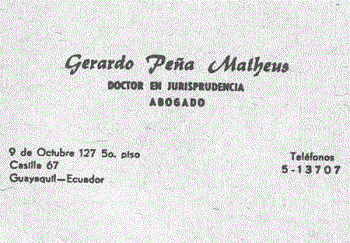 Gerardo Peña Matheus
DOCTOR EN JURISPRUDENCIA
ABOGADO
9 de Octubre 127 5o. piso
Casilla 67
Guayaquil—Ecuador
Teléfonos
5-13707